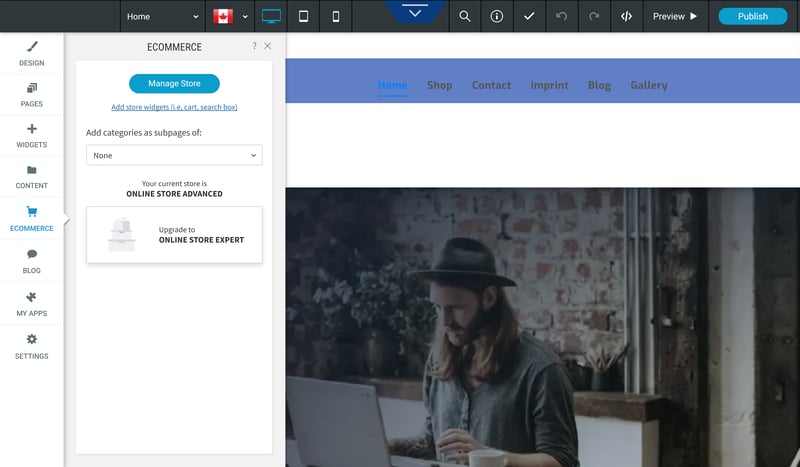 Home
Preview
Publish
DESIGN
PAGES
WIDGETS
CONTENT
ECOMMERCE
BLOG
MY APPS
SETTINGS
ECOMMERCE ?
Manage Store
Add store widgets (i.e, cart, search box)
Add categories as subpages of:
None
Your current store is
ONLINE STORE ADVANCED
Upgrade to
ONLINE STORE EXPERT
Home Shop Contact imprint Blog Gallery